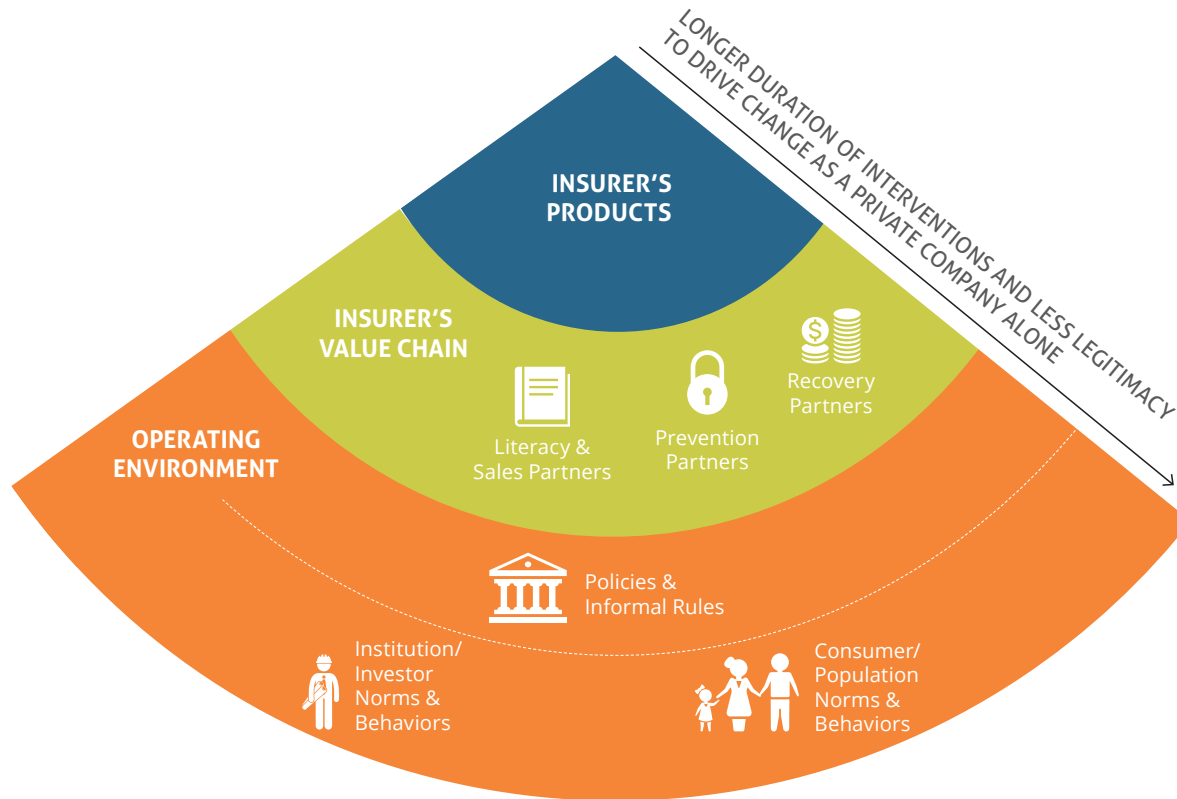 LONGER DURATION OF INTERVENTIONS AND LESS LEGITIMACY
TO DRIVE CHANGE AS A PRIVATE COMPANY ALONE
INSURER’S
PRODUCTS
INSURER’S
VALUE CHAIN
Literacy &
Sales Partners
Prevention
Partners
$
Recovery
Partners
OPERATING
ENVIRONMENT
Policies &
Informal Rules
Institution/
Investor
Norms &
Behaviors
Consumer/
Population
Norms &
Behaviors